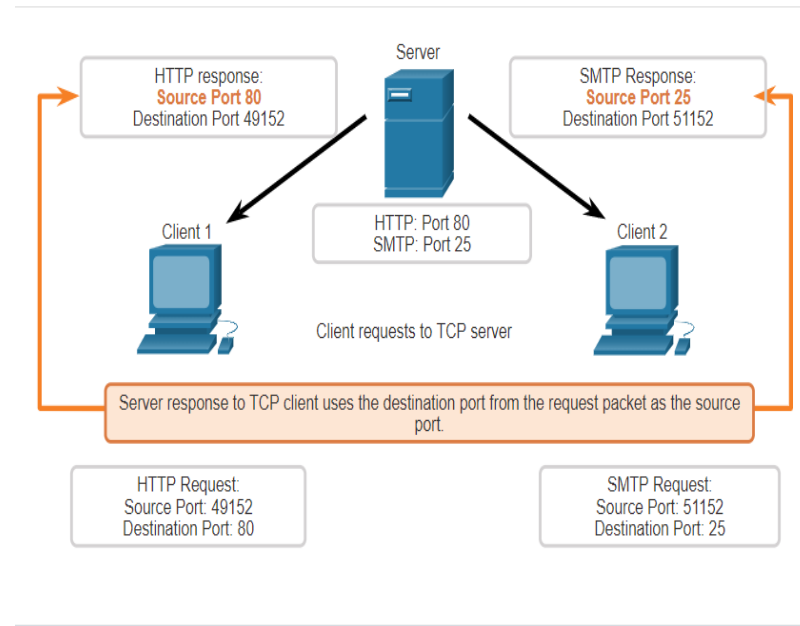 Server
HTTP response:
Source Port 80
Destination Port 49152
SMTP Response:
Source Port 25
Destination Port 51152
HTTP: Port 80
SMTP: Port 25
Client 1
Client 2
Client requests to TCP server
Server response to TCP client uses the destination port from the request packet as the source
port.
HTTP Request:
Source Port: 49152
Destination Port: 80
SMTP Request:
Source Port: 51152
Destination Port: 25